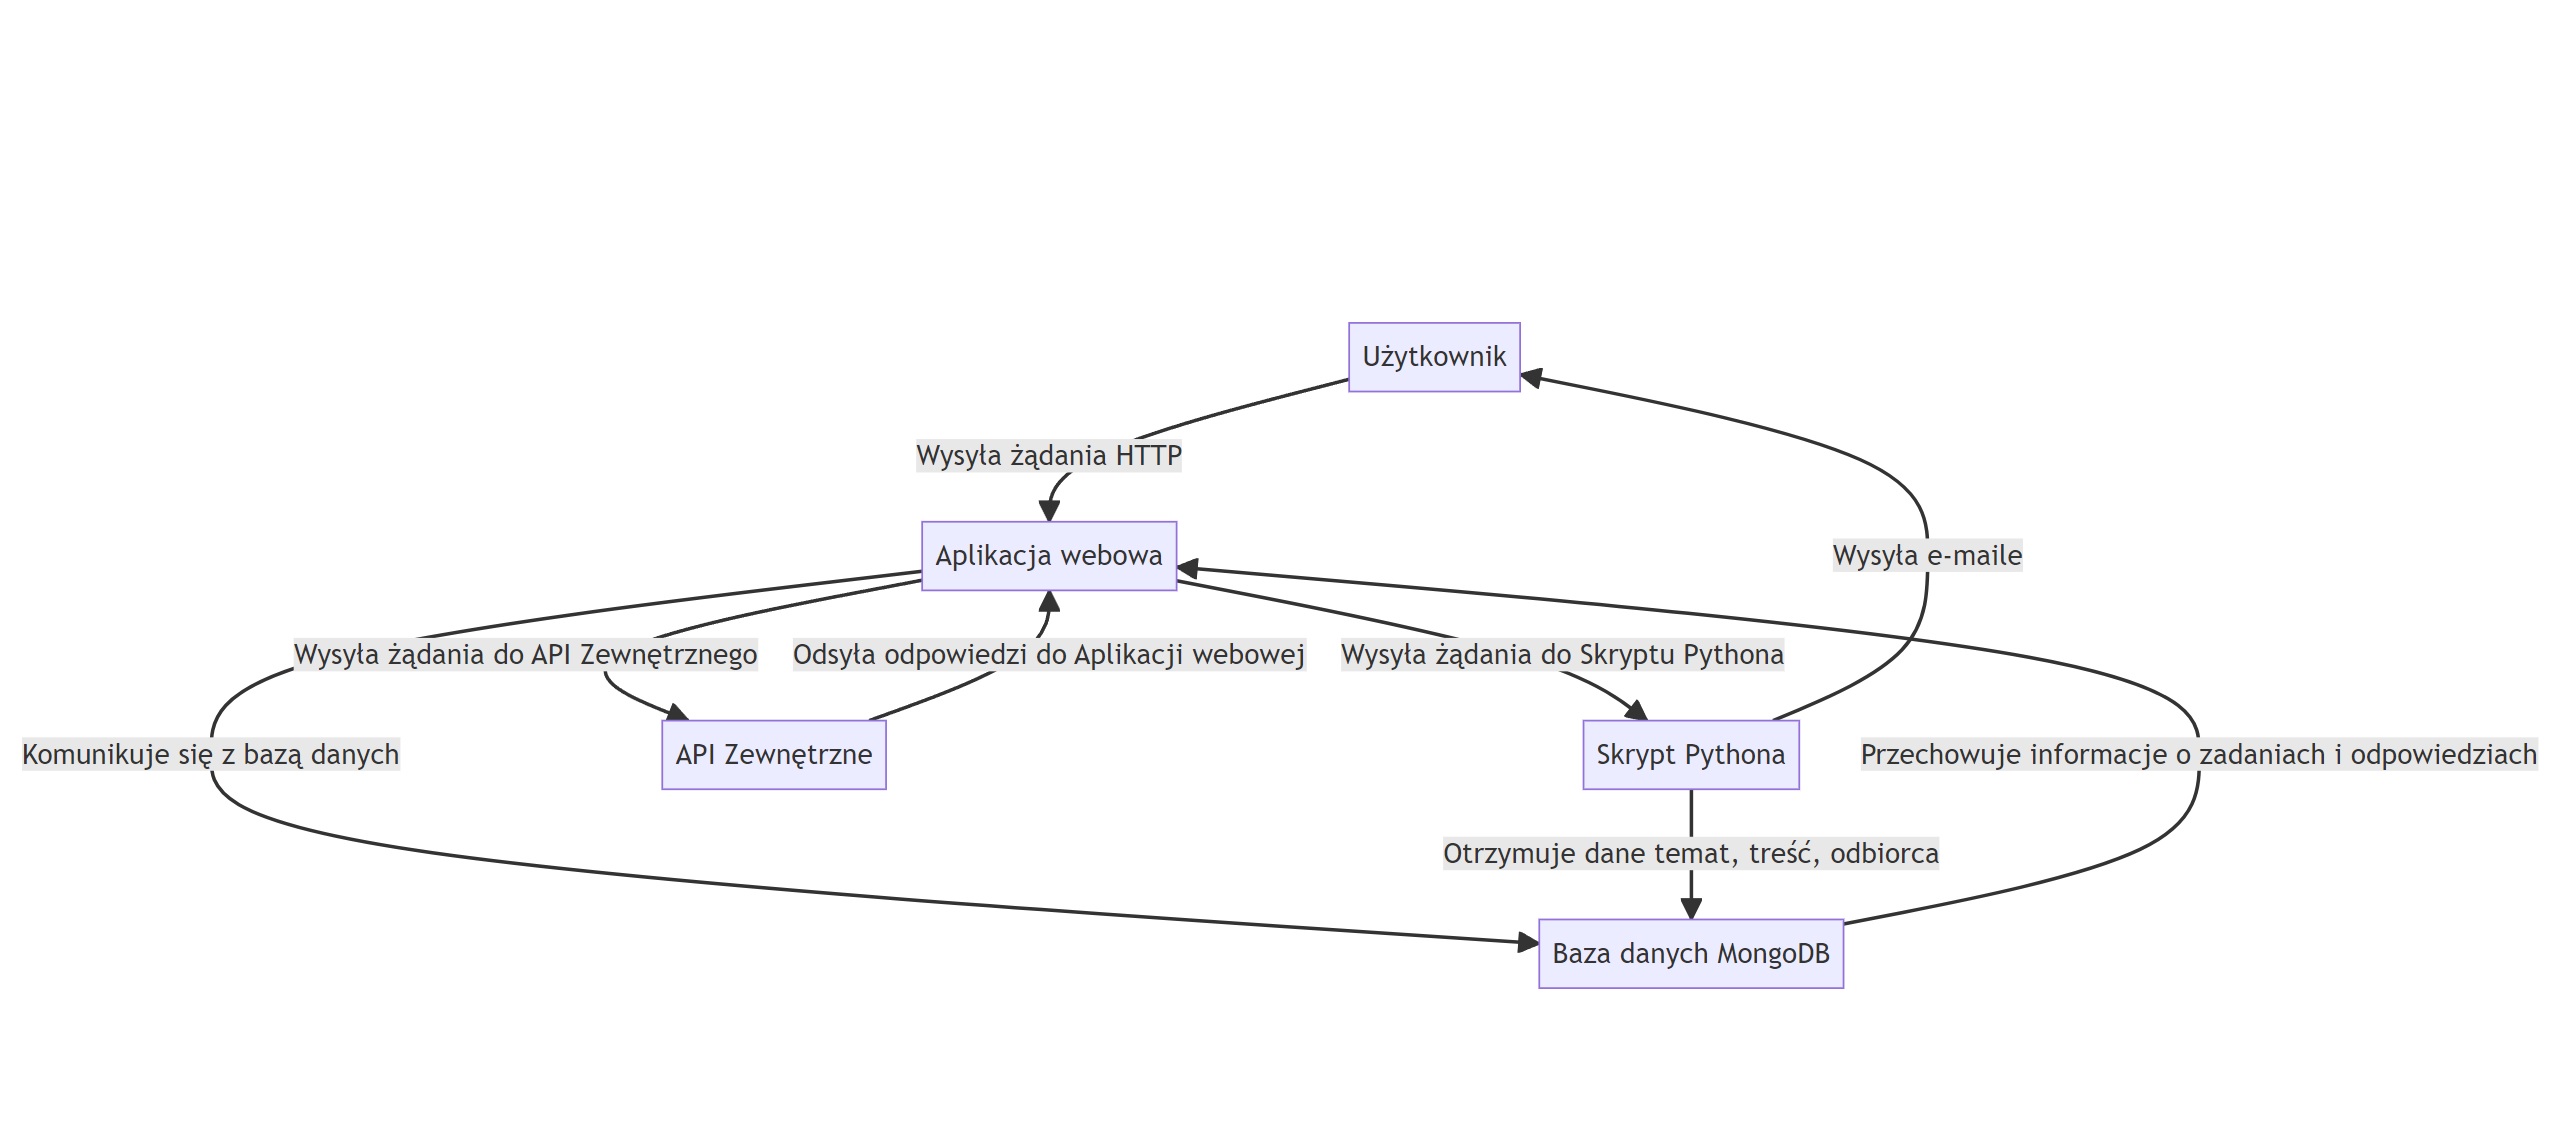 Użytkownik
Wysyła żądania HTTP
Aplikacja webowa
Wysyła e-maile
Wysyła żądania do API Zewnętrznego
Odsyła odpowiedzi do Aplikacji webowej
Wysyła żądania do Skryptu Pythona
Komunikuje się z bazą danych
API Zewnętrzne
Skrypt Pythona
Przechowuje informacje o zadaniach i odpowiedziach
Otrzymuje dane temat, treść, odbiorca
Baza danych MongoDB